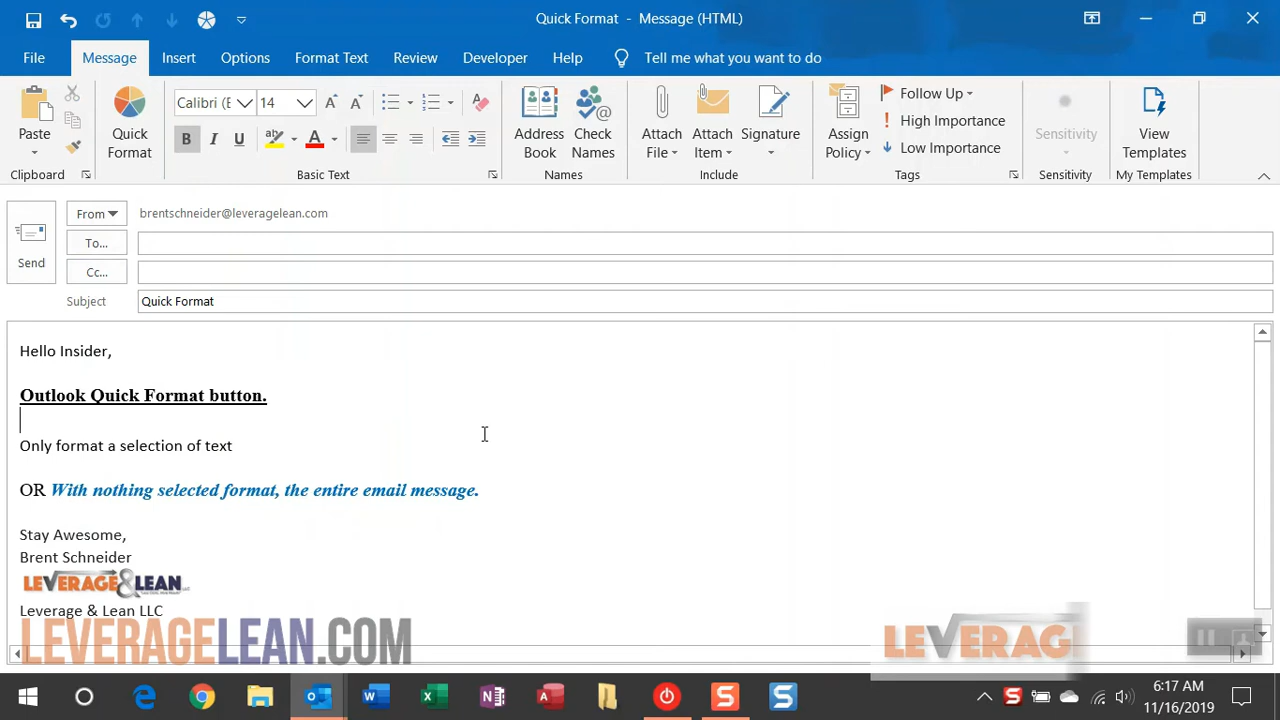 Quick Format - Message (HTML)
File Message Insert Options Format Text Review Developer Help Tell me what you want to do
Paste
Quick Format
Calibri (E 14
B I U
Address Book
Check Names
Attach File
Attach Item
Signature
Assign Policy
Follow Up
High Importance
Low Importance
Sensitivity
View Templates
Clipboard Basic Text Names Include Tags Sensitivity My Templates
Send
From brentschneider@leveragelean.com
To...
Cc...
Subject Quick Format
Hello Insider,
Outlook Quick Format button.
Only format a selection of text
OR With nothing selected format, the entire email message.
Stay Awesome,
Brent Schneider
LEVERAGE&LEAN
Leverage & Lean LLC
LEVERAGELEAN.COM
LEVERAG
6:17 AM
11/16/2019